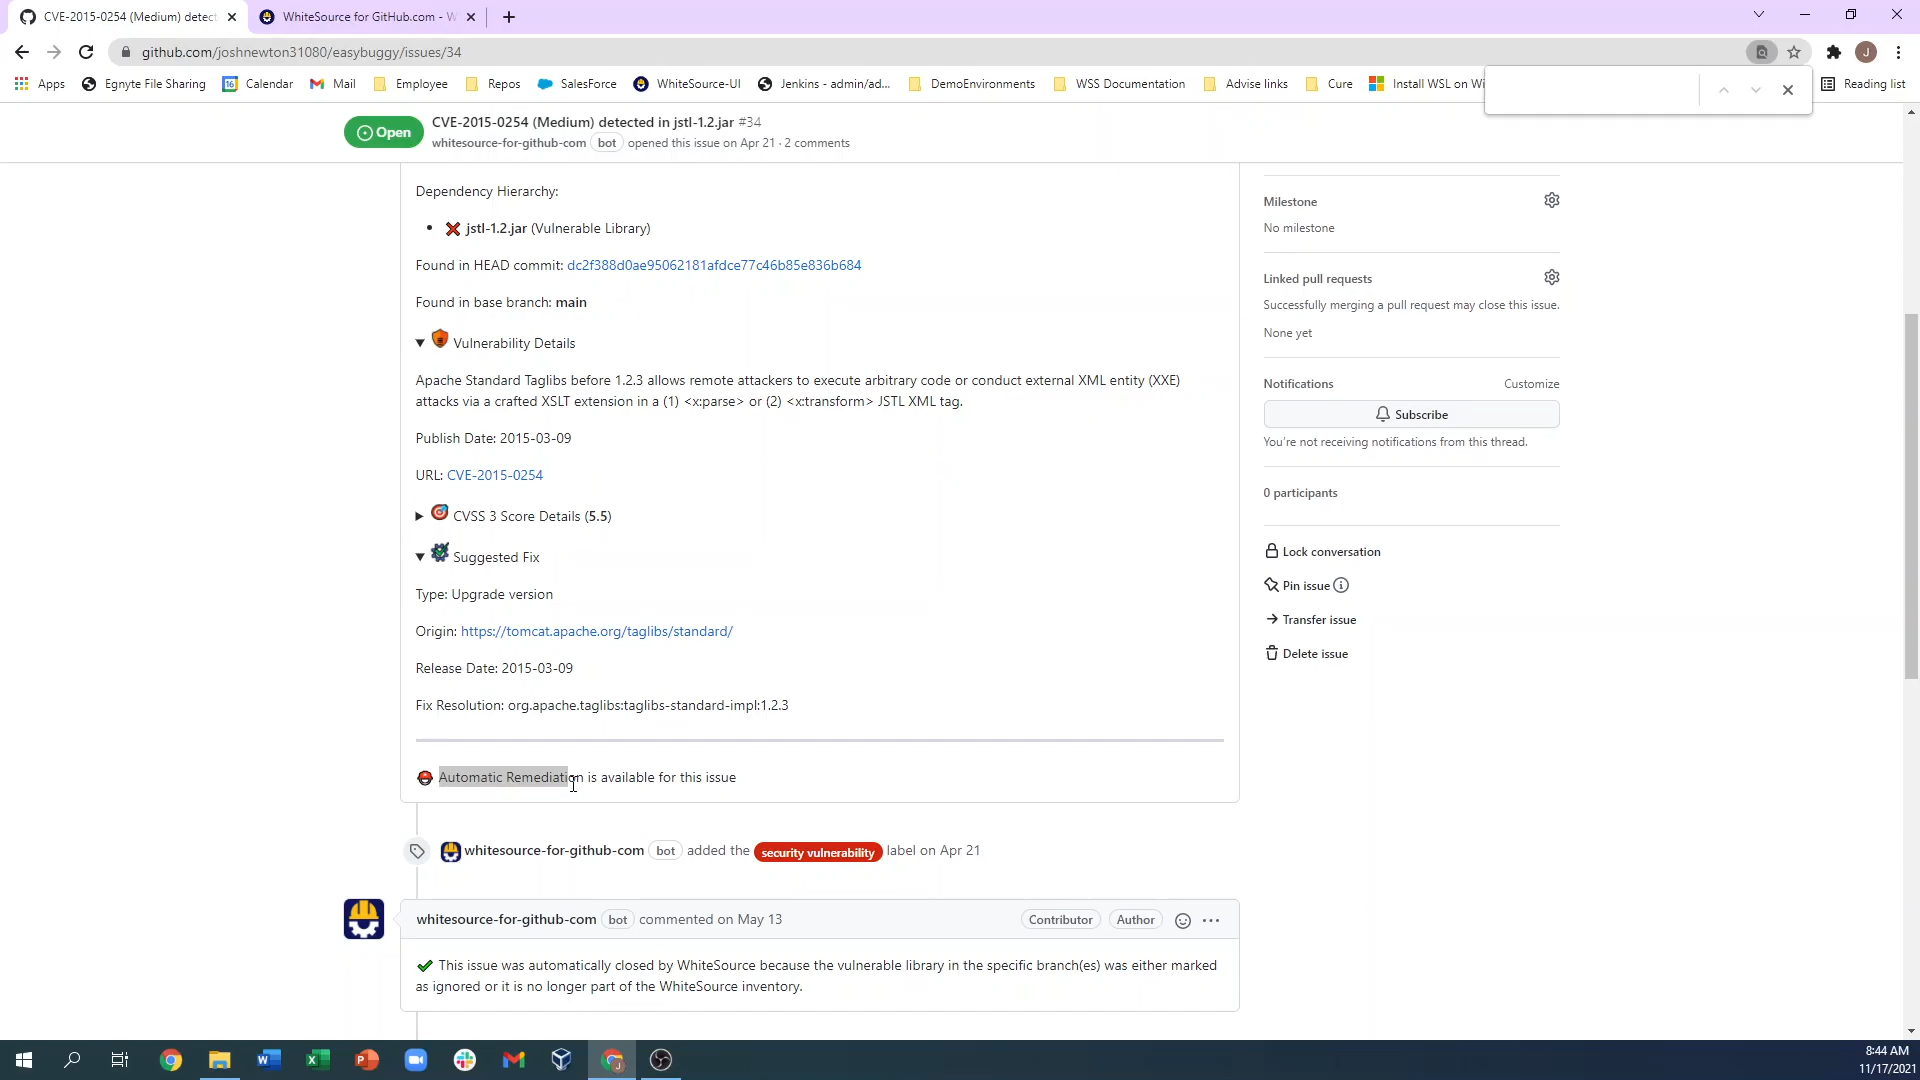 CVE-2015-0254 (Medium) detect
WhiteSource for GitHub.com - W
github.com/joshnewton31080/easybuggy/issues/34
J
Apps
Egnyte File Sharing
Calendar
Mail
Employee
Repos
SalesForce
WhiteSource-UI
Jenkins - admin/ad...
DemoEnvironments
WSS Documentation
Advise links
Cure
Install WSL on Wi
Reading list
Open
CVE-2015-0254 (Medium) detected in jstl-1.2.jar #34
whitesource-for-github-com bot opened this issue on Apr 21 · 2 comments
Dependency Hierarchy:
• jstl-1.2.jar (Vulnerable Library)
Found in HEAD commit: dc2f388d0ae95062181afdce77c46b85e836b684
Found in base branch: main
Vulnerability Details
Apache Standard Taglibs before 1.2.3 allows remote attackers to execute arbitrary code or conduct external XML entity (XXE)
attacks via a crafted XSLT extension in a (1) <x:parse> or (2) <x:transform> JSTL XML tag.
Publish Date: 2015-03-09
URL: CVE-2015-0254
CVSS 3 Score Details (5.5)
Suggested Fix
Type: Upgrade version
Origin: https://tomcat.apache.org/taglibs/standard/
Release Date: 2015-03-09
Fix Resolution: org.apache.taglibs:taglibs-standard-impl:1.2.3
Automatic Remediation is available for this issue
whitesource-for-github-com bot added the security vulnerability label on Apr 21
whitesource-for-github-com bot commented on May 13
Contributor
Author
This issue was automatically closed by WhiteSource because the vulnerable library in the specific branch(es) was either marked
as ignored or it is no longer part of the WhiteSource inventory.
Milestone
No milestone
Linked pull requests
Successfully merging a pull request may close this issue.
None yet
Notifications
Customize
Subscribe
You're not receiving notifications from this thread.
0 participants
Lock conversation
Pin issue
Transfer issue
Delete issue
8:44 AM
11/17/2021